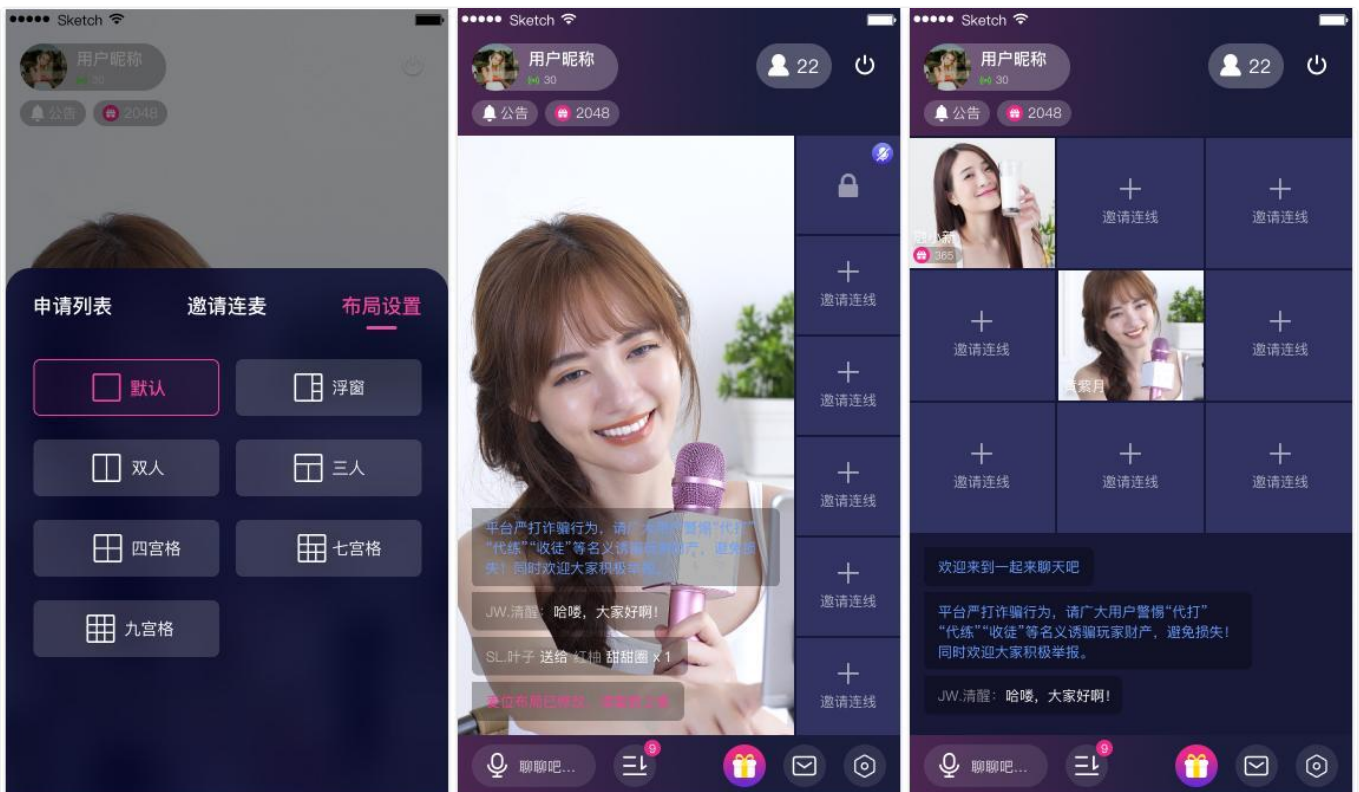 Sketch
用户昵称
30
公告 2048
申请列表 邀请连麦 布局设置
默认 浮窗
双人 三人
四宫格 七宫格
九宫格
Sketch
用户昵称
30
22
公告 2048
邀请连线
邀请连线
邀请连线
邀请连线
邀请连线
平台严打诈骗行为，请广大用户警惕“代打”
“代练”“收徒”等名义诱骗玩家财产，避免损
失！同时欢迎大家积极举报。
JW.清醒：哈喽，大家好啊！
SL.叶子 送给 红柚 甜甜圈 x 1
聊聊吧...
9
Sketch
用户昵称
30
22
公告 2048
小新
365
邀请连线 邀请连线
邀请连线
紫月
邀请连线
邀请连线 邀请连线 邀请连线
欢迎来到一起来聊天吧
平台严打诈骗行为，请广大用户警惕“代打”
“代练”“收徒”等名义诱骗玩家财产，避免损失！
同时欢迎大家积极举报。
JW.清醒：哈喽，大家好啊！
聊聊吧...
9